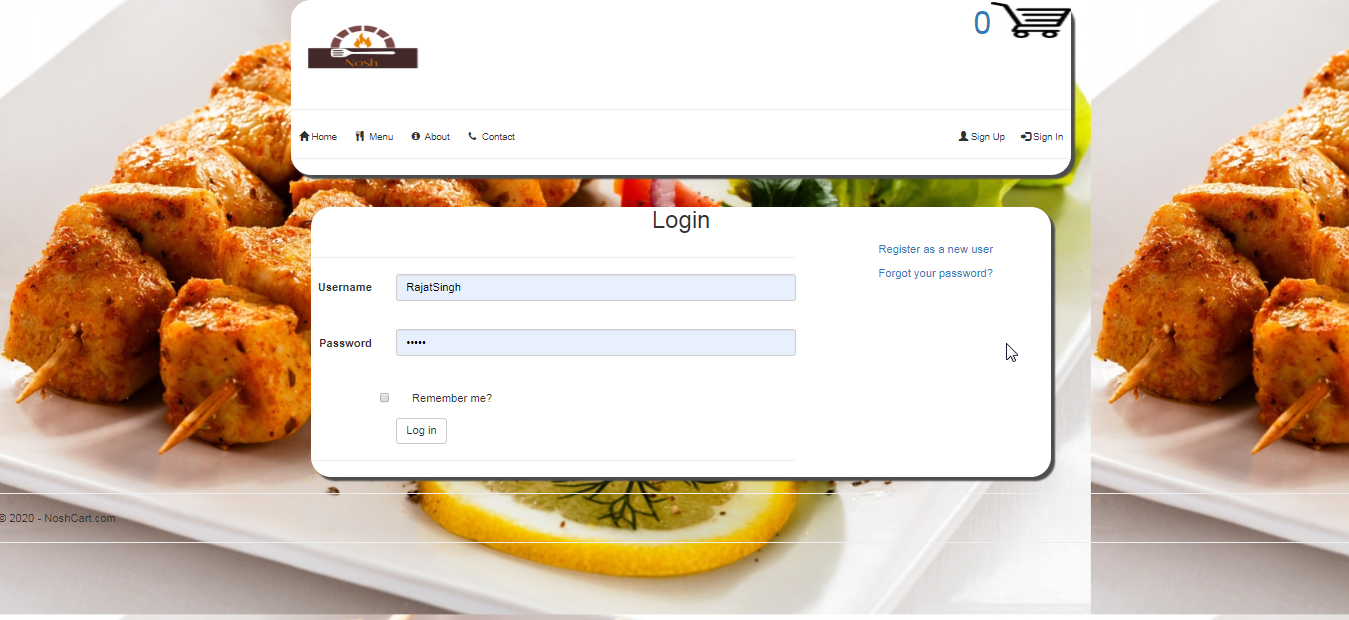 Nosh
0
Home Menu About Contact Sign Up Sign In
Login
Register as a new user
Forgot your password?
Username RajatSingh
Password •••••
Remember me?
Log in
© 2020 - NoshCart.com